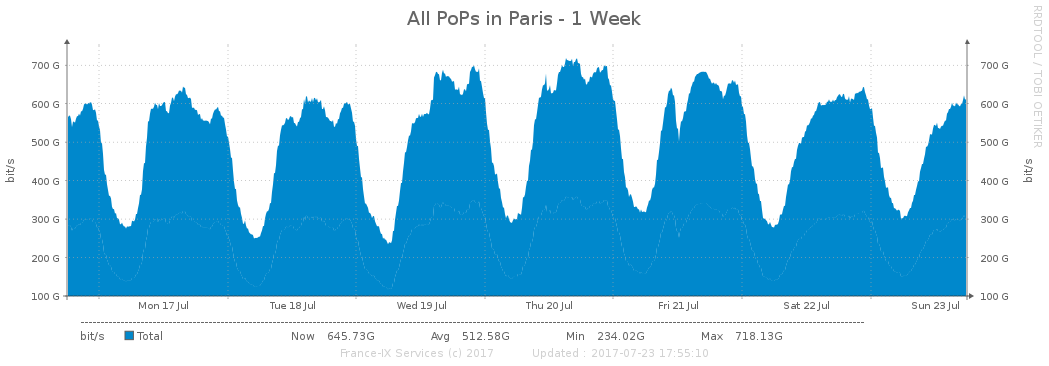 All PoPs in Paris - 1 Week
RRDTOOL / TOBI OETIKER
bit/s
bit/s
700 G
700 G
600 G
600 G
500 G
500 G
400 G
400 G
300 G
300 G
200 G
200 G
100 G
100 G
Mon 17 Jul Tue 18 Jul Wed 19 Jul Thu 20 Jul Fri 21 Jul Sat 22 Jul Sun 23 Jul
bit/s Total Now 645.73G Avg 512.58G Min 234.02G Max 718.13G
France-IX Services (c) 2017 Updated : 2017-07-23 17:55:10